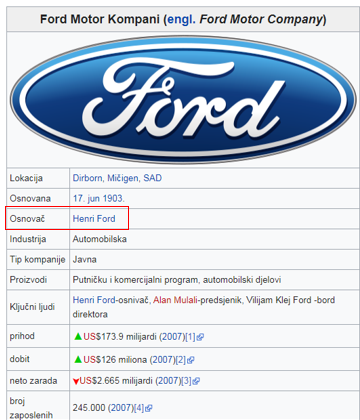 Ford Motor Kompani (engl. Ford Motor Company)
Ford
Lokacija Dirborn, Mičigen, SAD
Osnovana 17. jun 1903.
Osnovač Henri Ford
Industrija Automobilska
Tip kompanije Javna
Proizvodi Putnički u komercijalni program, automobilski djelovi
Ključni ljudi Henri Ford-osnivač, Alan Mulali-predsjenik, Vilijam Klej Ford -bord
direktora
prihod ▲US$173.9 milijardi (2007)[1]
dobit ▲US$126 miliona (2007)[2]
neto zarada ▼US$2.665 milijardi (2007)[3]
broj
zaposlenih 245.000 (2007)[4]